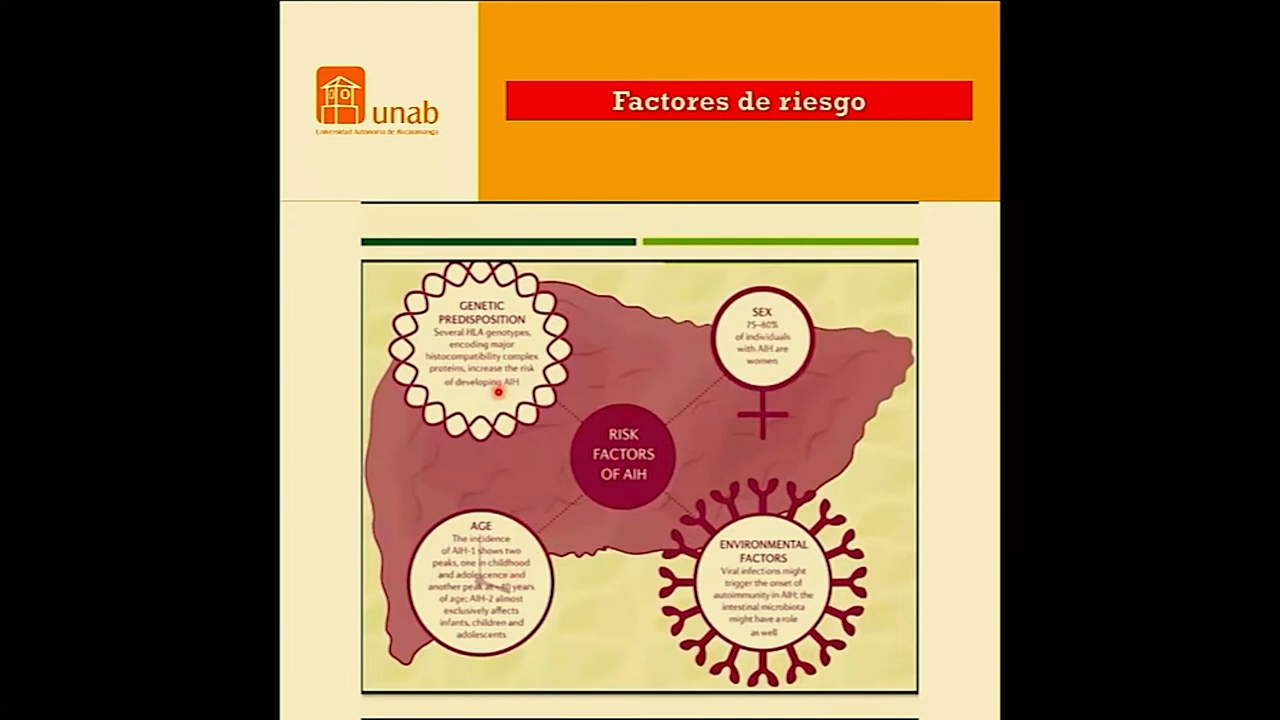 unab
Universidad Autónoma de Bucaramanga
Factores de riesgo
GENETIC
PREDISPOSITION
Several HLA genotypes,
encoding major
histocompatibility complex
proteins, increase the risk
of developing AIH
SEX
75–80%
of individuals
with AIH are
women
RISK
FACTORS
OF AIH
AGE
The incidence
of AIH-1 shows two
peaks, one in childhood
and adolescence and
another peak at ~40 years
of age; AIH-2 almost
exclusively affects
infants, children and
adolescents
ENVIRONMENTAL
FACTORS
Viral infections might
trigger the onset of
autoimmunity in AIH; the
intestinal microbiota
might have a role
as well